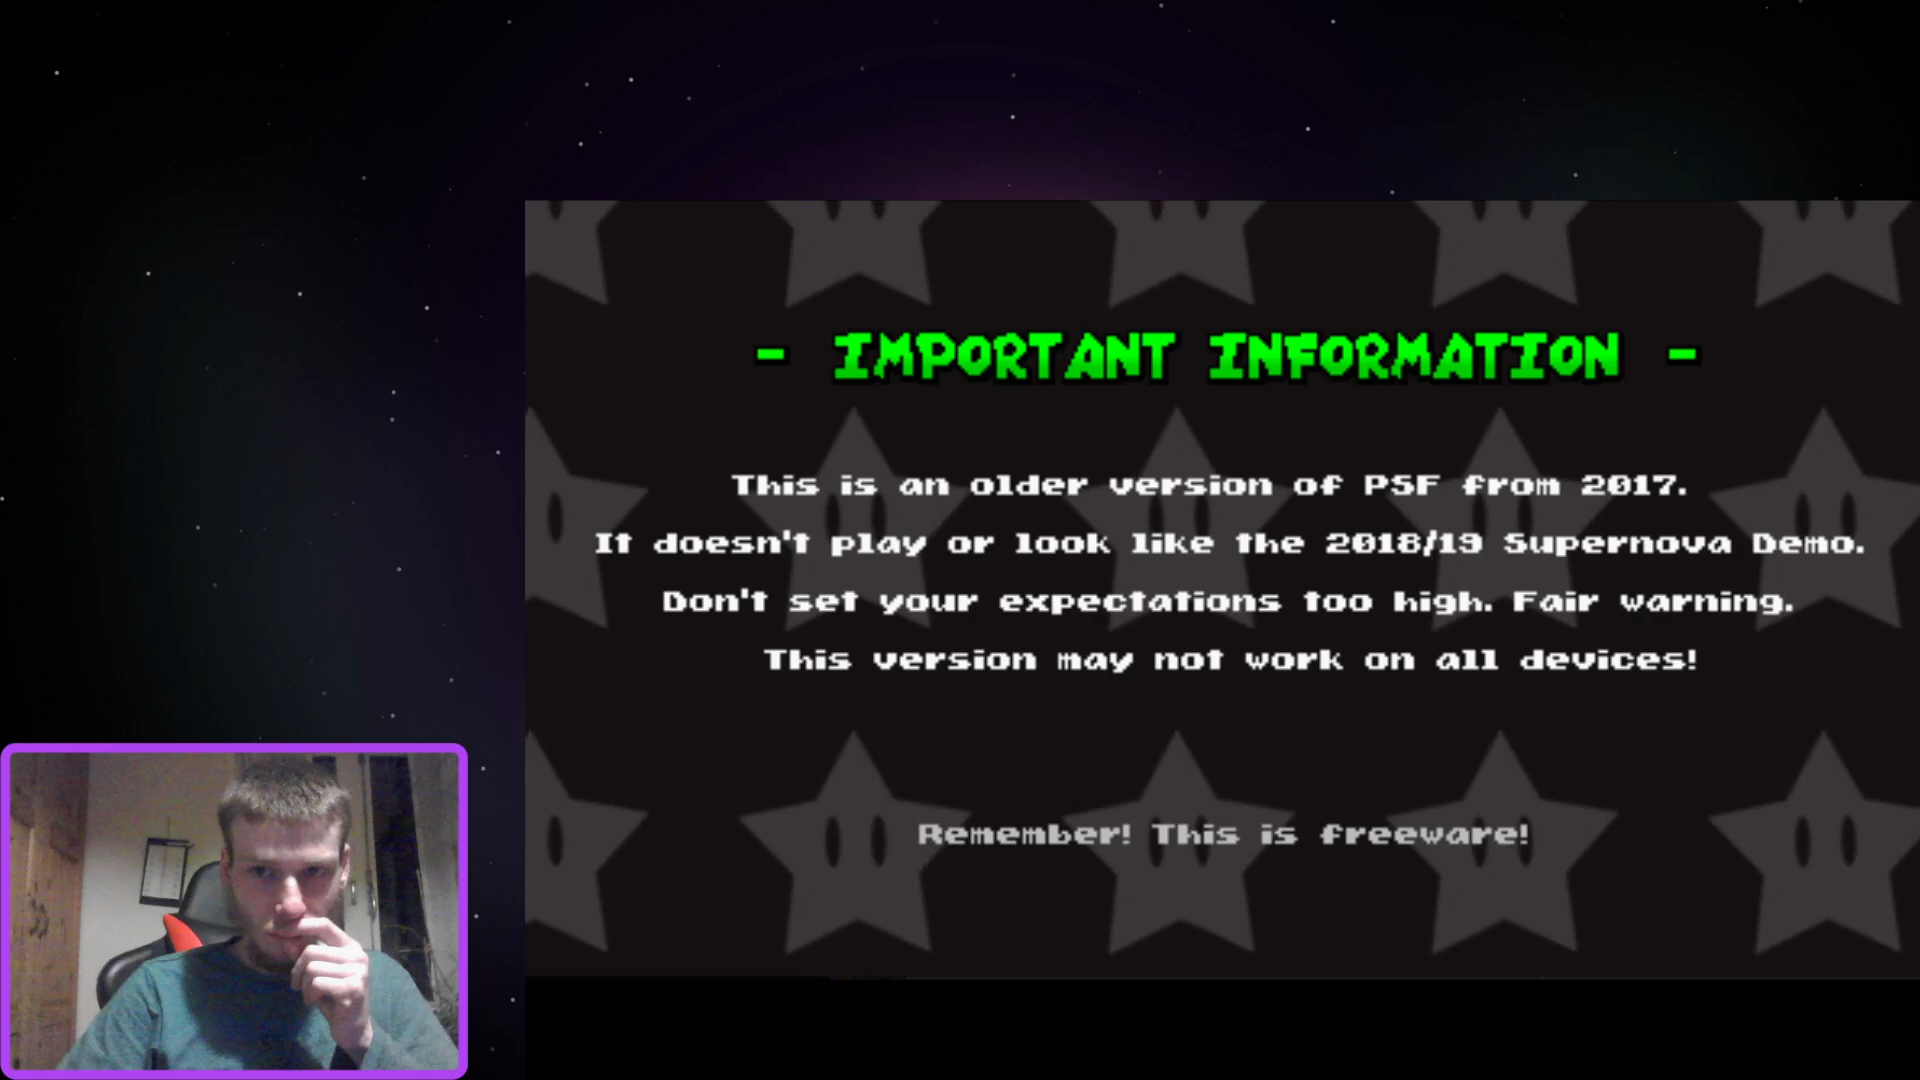 - IMPORTANT INFORMATION -
This is an older version of PSF from 2017.
It doesn't play or look like the 2018/19 Supernova Demo.
Don't set your expectations too high. Fair warning.
This version may not work on all devices!
Remember! This is freeware!